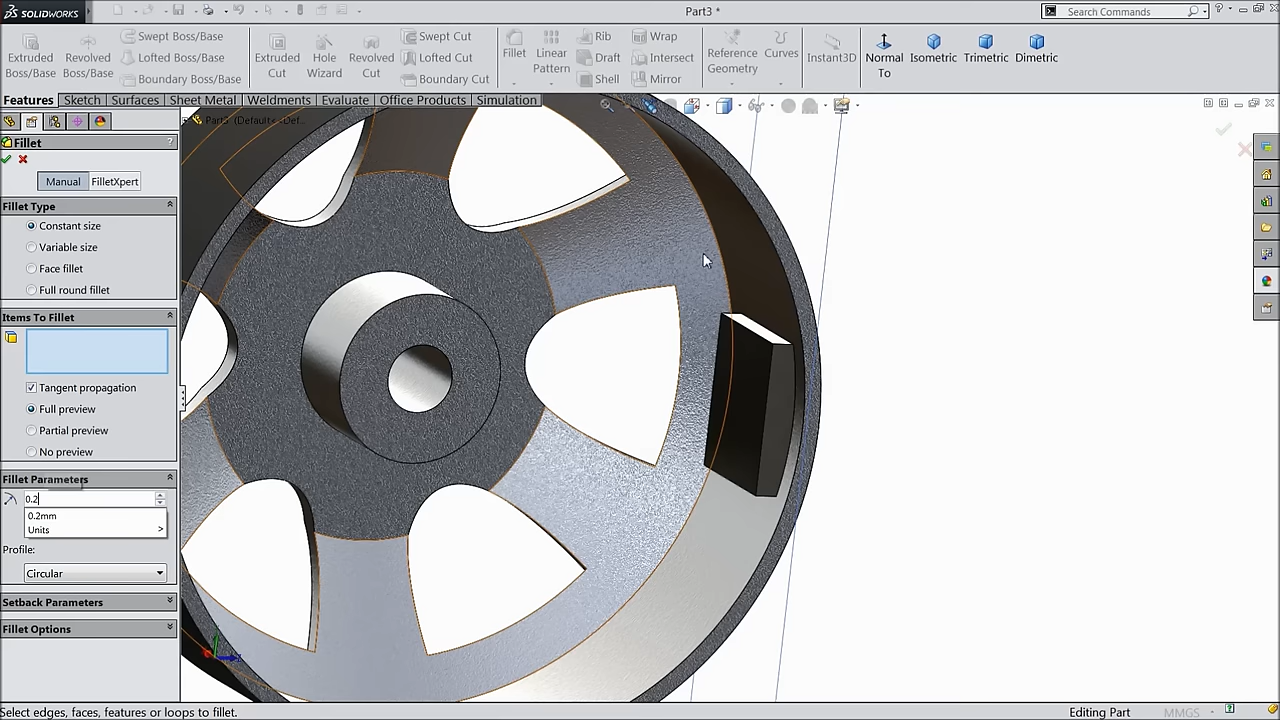 SOLIDWORKS
Part3 *
Search Commands
Extruded Boss/Base
Revolved Boss/Base
Swept Boss/Base
Lofted Boss/Base
Boundary Boss/Base
Extruded Cut
Hole Wizard
Revolved Cut
Swept Cut
Lofted Cut
Boundary Cut
Fillet
Linear Pattern
Rib
Draft
Shell
Wrap
Intersect
Mirror
Reference Geometry
Curves
Instant3D
Normal To
Isometric
Trimetric
Dimetric
Features
Sketch
Surfaces
Sheet Metal
Weldments
Evaluate
Office Products
Simulation
Part3 (Default<<Def...
Fillet
?
Manual
FilletXpert
Fillet Type
Constant size
Variable size
Face fillet
Full round fillet
Items To Fillet
Tangent propagation
Full preview
Partial preview
No preview
Fillet Parameters
0.2
0.2mm
Units >
Profile:
Circular
Setback Parameters
Fillet Options
Select edges, faces, features or loops to fillet.
Editing Part
MMGS